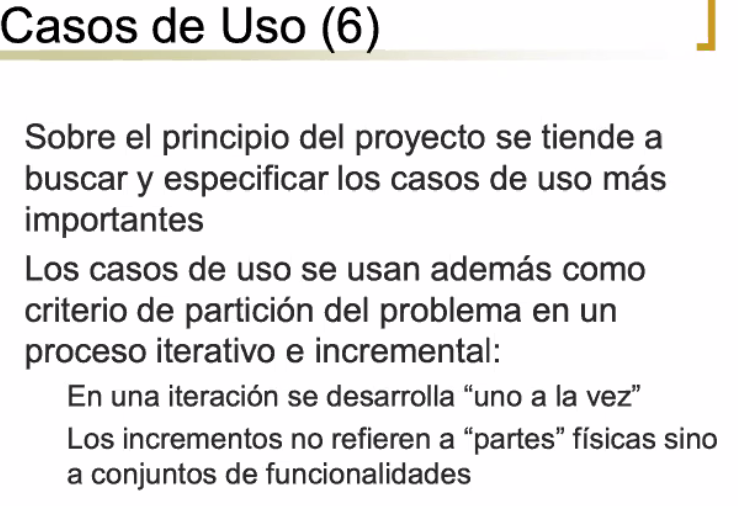 Casos de Uso (6)
Sobre el principio del proyecto se tiende a
buscar y especificar los casos de uso más
importantes
Los casos de uso se usan además como
criterio de partición del problema en un
proceso iterativo e incremental:
En una iteración se desarrolla “uno a la vez”
Los incrementos no refieren a “partes” físicas sino
a conjuntos de funcionalidades